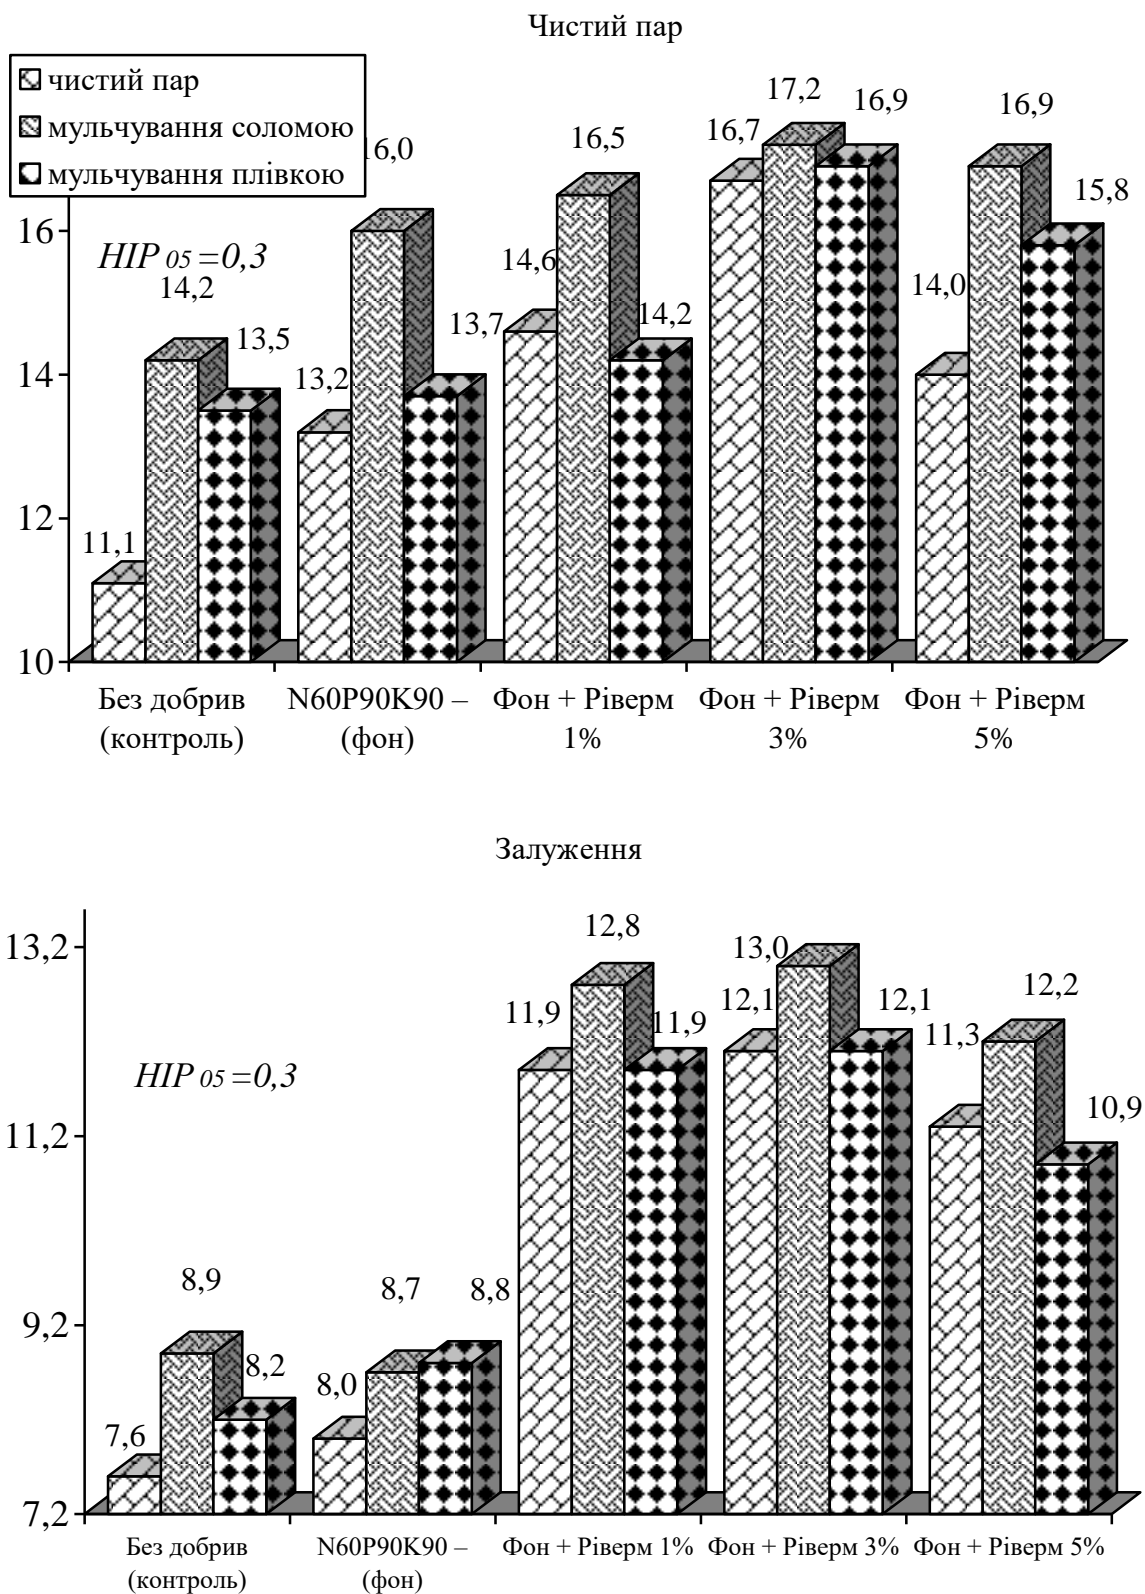 Чистий пар
чистий пар
мульчування соломою
мульчування плівкою
16,0
16,5
16,7
17,2
16,9
16,9
15,8
16
НІР 05 =0,3
14,2
13,5
13,2
13,7
14,6
14,2
14,0
14
12
11,1
10
Без добрив
(контроль)
N60P90K90 –
(фон)
Фон + Ріверм
1%
Фон + Ріверм
3%
Фон + Ріверм
5%
Залуження
13,2
12,8
13,0
11,9
11,9
12,1
12,1
12,2
11,3
10,9
НІР 05 =0,3
11,2
9,2
8,9
8,7
8,8
8,2
8,0
7,6
7,2
Без добрив
(контроль)
N60P90K90 –
(фон)
Фон + Ріверм 1%
Фон + Ріверм 3%
Фон + Ріверм 5%